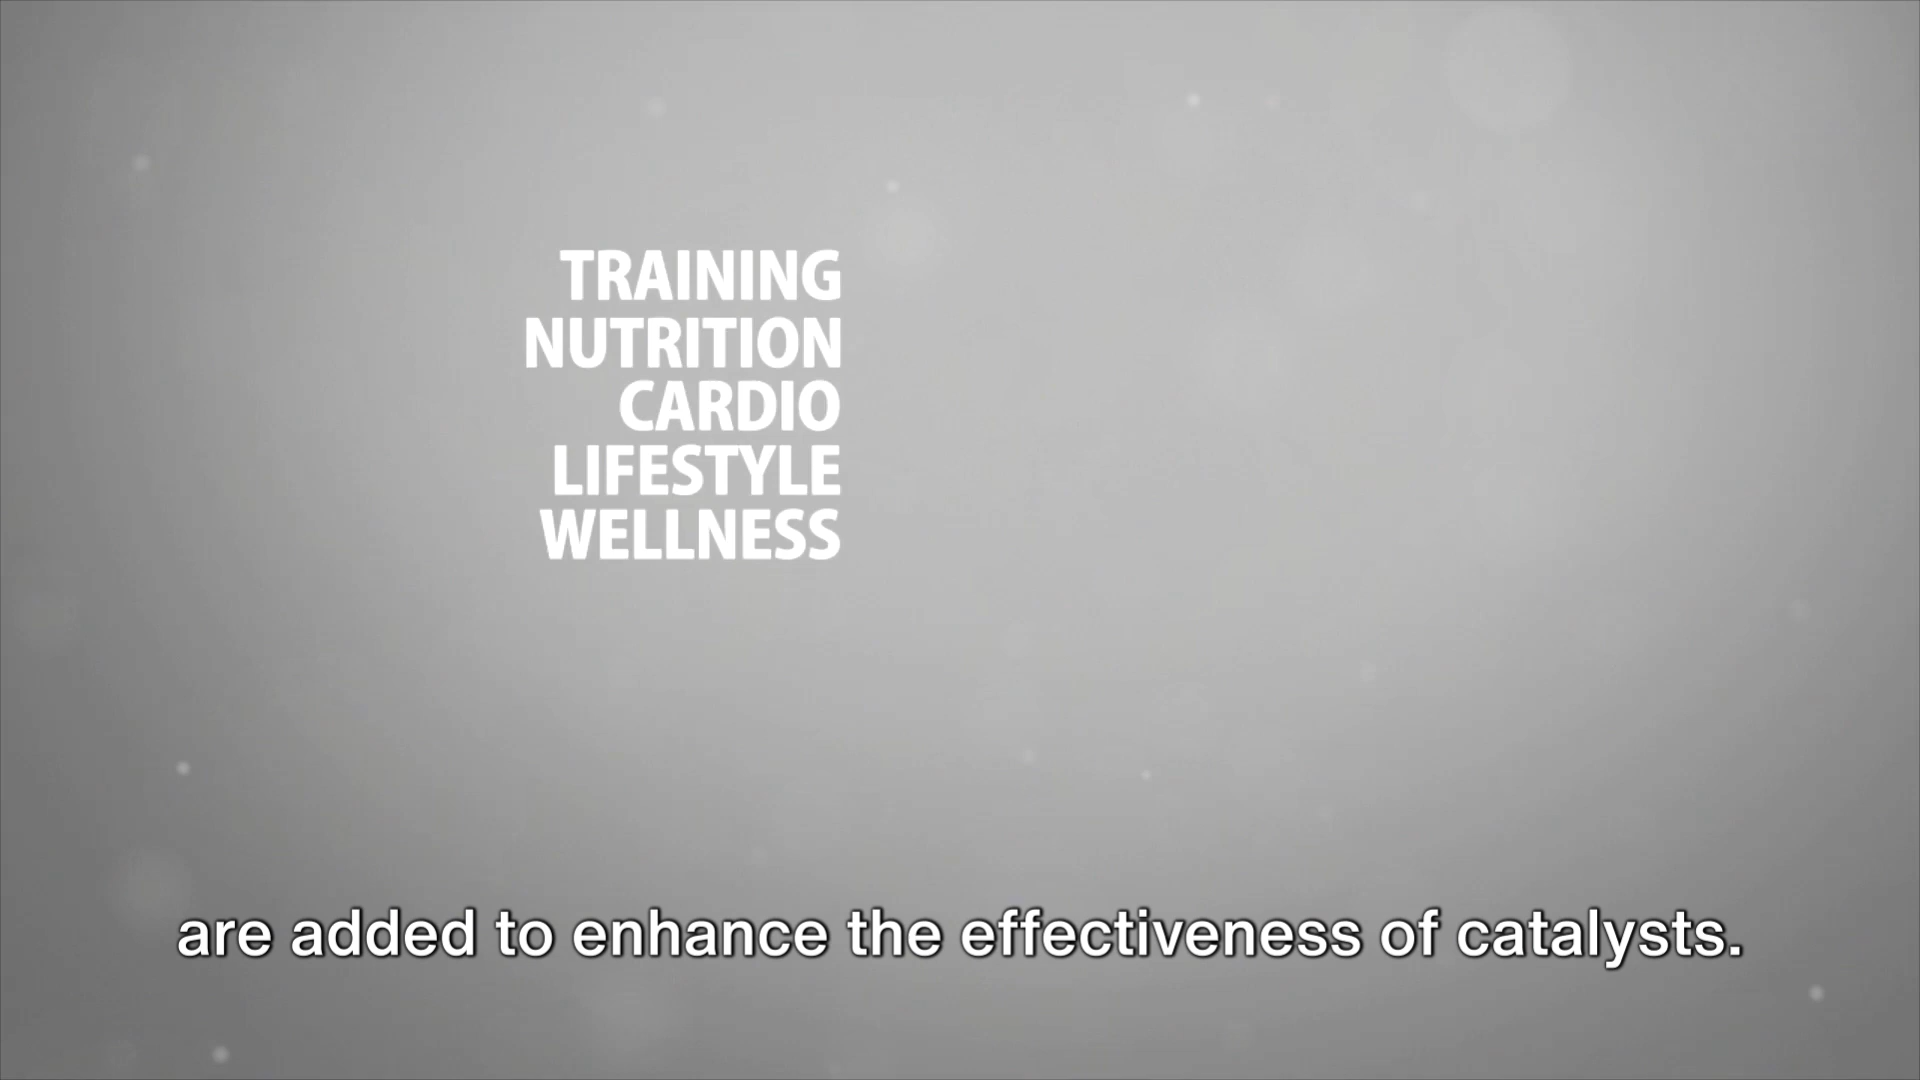 TRAINING
NUTRITION
CARDIO
LIFESTYLE
WELLNESS
are added to enhance the effectiveness of catalysts.